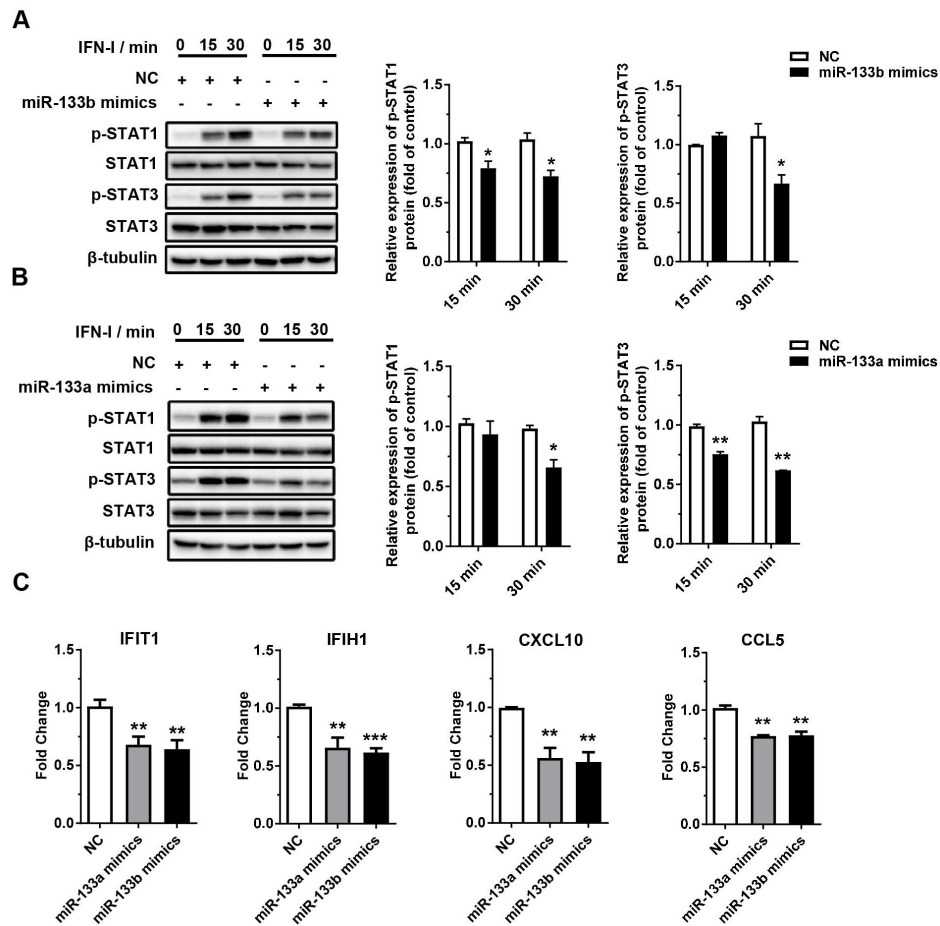 A
IFN-I / min 0 15 30 0 15 30
NC + + + - - -
miR-133b mimics - - - + + +
p-STAT1
STAT1
p-STAT3
STAT3
β-tubulin
Relative expression of p-STAT1
protein (fold of control)
1.5
1.0
0.5
0.0
* *
15 min 30 min
Relative expression of p-STAT3
protein (fold of control)
1.5
1.0
0.5
0.0
*
15 min 30 min
NC
miR-133b mimics
B
IFN-I / min 0 15 30 0 15 30
NC + + + - - -
miR-133a mimics - - - + + +
p-STAT1
STAT1
p-STAT3
STAT3
β-tubulin
Relative expression of p-STAT1
protein (fold of control)
1.5
1.0
0.5
0.0
*
15 min 30 min
Relative expression of p-STAT3
protein (fold of control)
1.5
1.0
0.5
0.0
** **
15 min 30 min
NC
miR-133a mimics
C
IFIT1
Fold Change
1.5
1.0
0.5
0.0
** **
NC miR-133a mimics miR-133b mimics
IFIH1
Fold Change
1.5
1.0
0.5
0.0
** ***
NC miR-133a mimics miR-133b mimics
CXCL10
Fold Change
1.5
1.0
0.5
0.0
** **
NC miR-133a mimics miR-133b mimics
CCL5
Fold Change
1.5
1.0
0.5
0.0
** **
NC miR-133a mimics miR-133b mimics